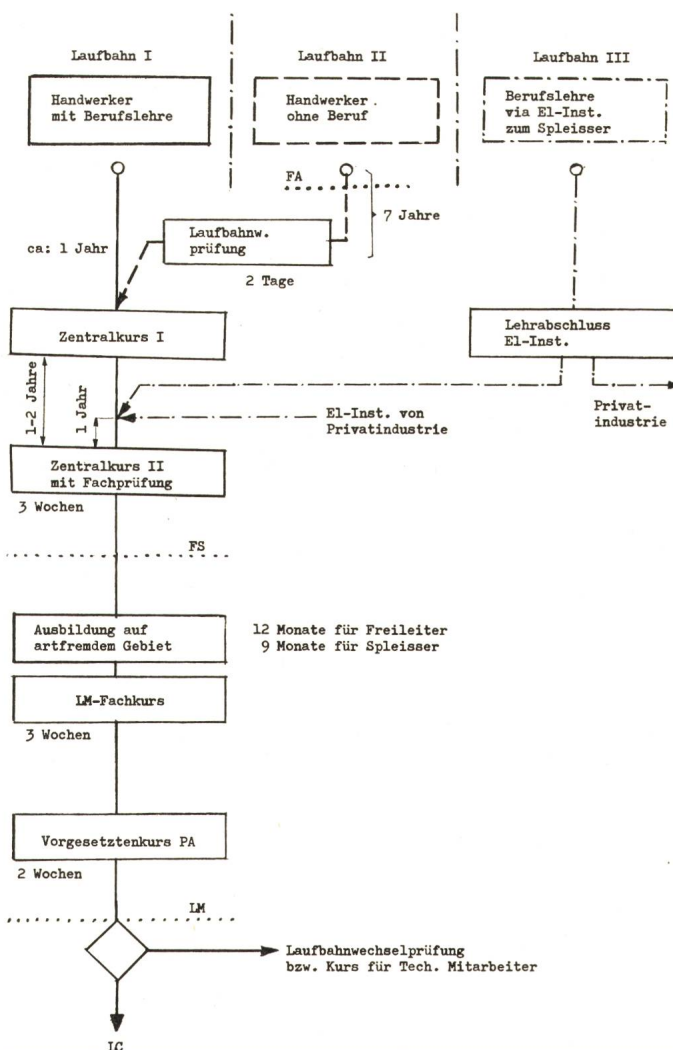 Laufbahn I
Laufbahn II
Laufbahn III
Handwerker
mit Berufslehre
Handwerker
ohne Beruf
Berufslehre
via El-Inst.
zum Spleisser
FA
7 Jahre
ca: 1 Jahr
Laufbahnw.
prüfung
2 Tage
Zentralkurs I
Lehrabschluss
El-Inst.
1-2 Jahre
1 Jahr
El-Inst. von
Privatindustrie
Privat-
industrie
Zentralkurs II
mit Fachprüfung
3 Wochen
FS
Ausbildung auf
artfremdem Gebiet
12 Monate für Freileiter
9 Monate für Spleisser
LM-Fachkurs
3 Wochen
Vorgesetztenkurs PA
2 Wochen
LM
Laufbahnwechselprüfung
bzw. Kurs für Tech. Mitarbeiter
IC